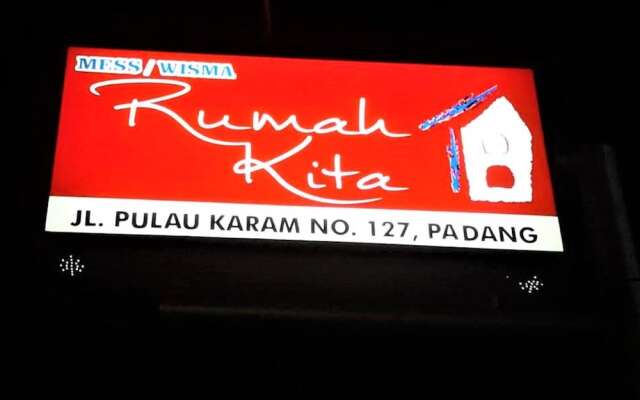 MESS/WISMA
Rumah
Kita
JL. PULAU KARAM NO. 127, PADANG